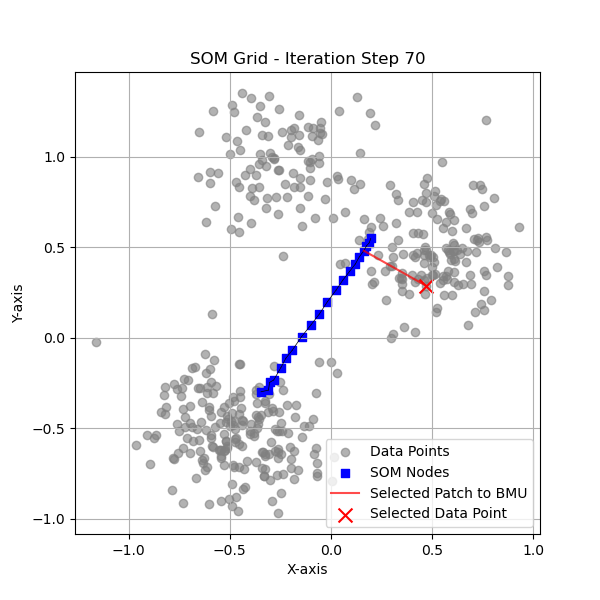 SOM Grid - Iteration Step 70
Y-axis
1.0
0.5
0.0
−0.5
−1.0
−1.0
−0.5
0.0
0.5
1.0
X-axis
Data Points
SOM Nodes
Selected Patch to BMU
Selected Data Point